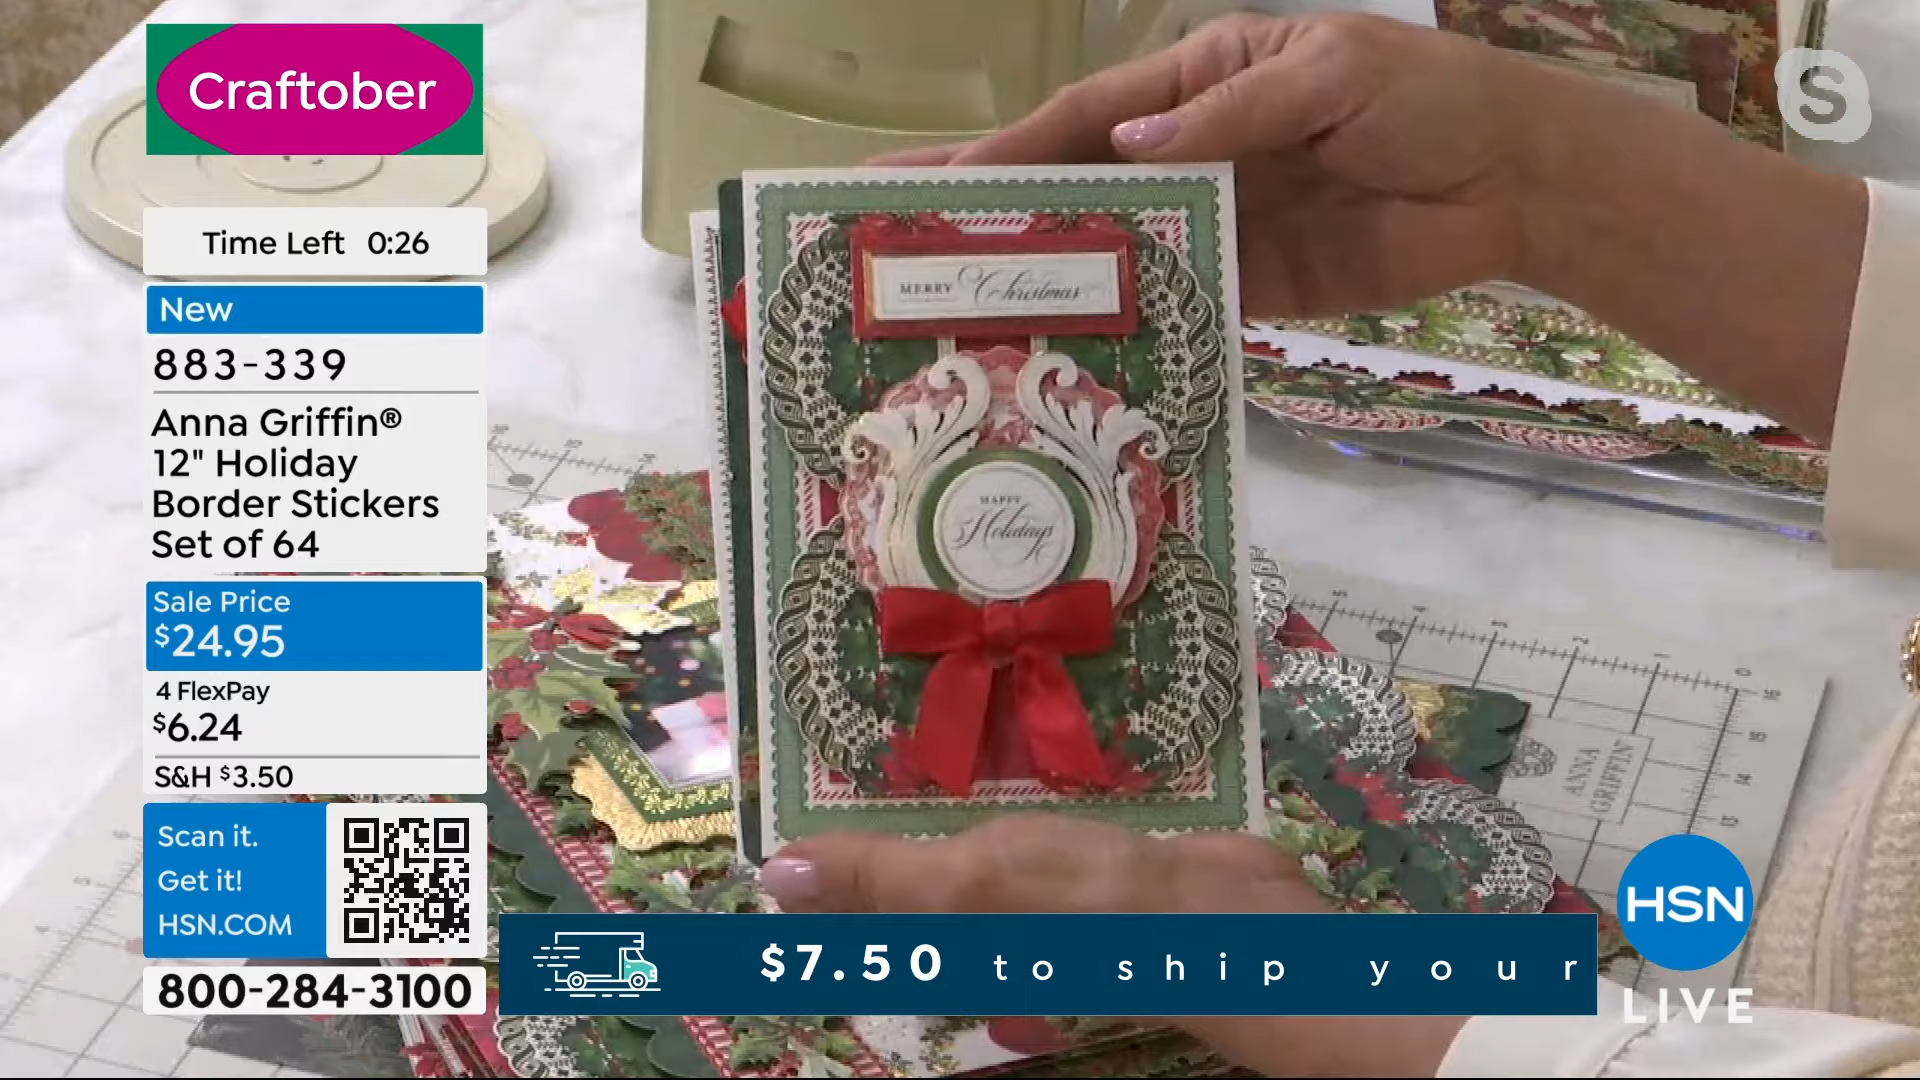 Craftober
Time Left 0:26
New
883-339
Anna Griffin®
12" Holiday
Border Stickers
Set of 64
Sale Price
$24.95
4 FlexPay
$6.24
S&H $3.50
Scan it.
Get it!
HSN.COM
800-284-3100
MERRY Christmas
HAPPY
Holidays
ANNA
GRIFFIN
$7.50 to ship your
HSN
LIVE
S